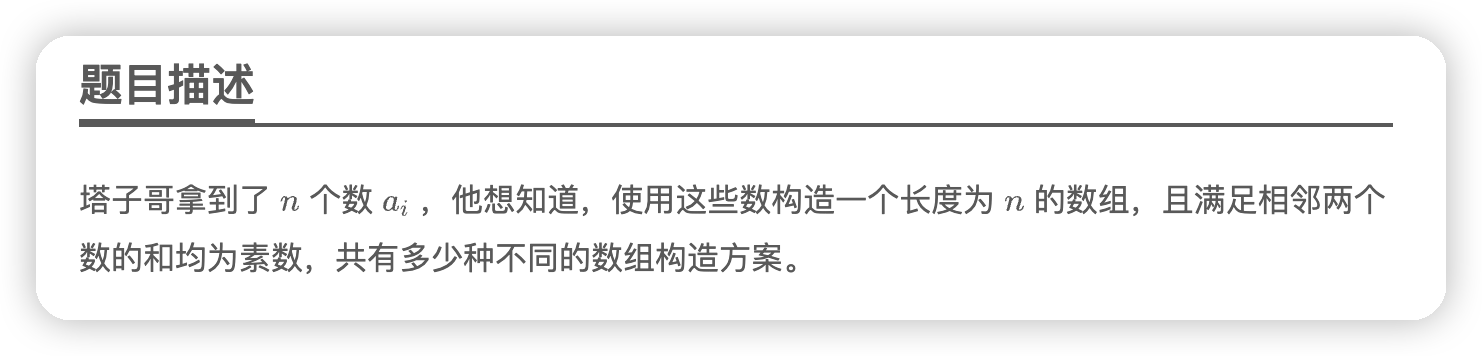 题目描述
塔子哥拿到了 n 个数 aᵢ ，他想知道，使用这些数构造一个长度为 n 的数组，且满足相邻两个
数的和均为素数，共有多少种不同的数组构造方案。